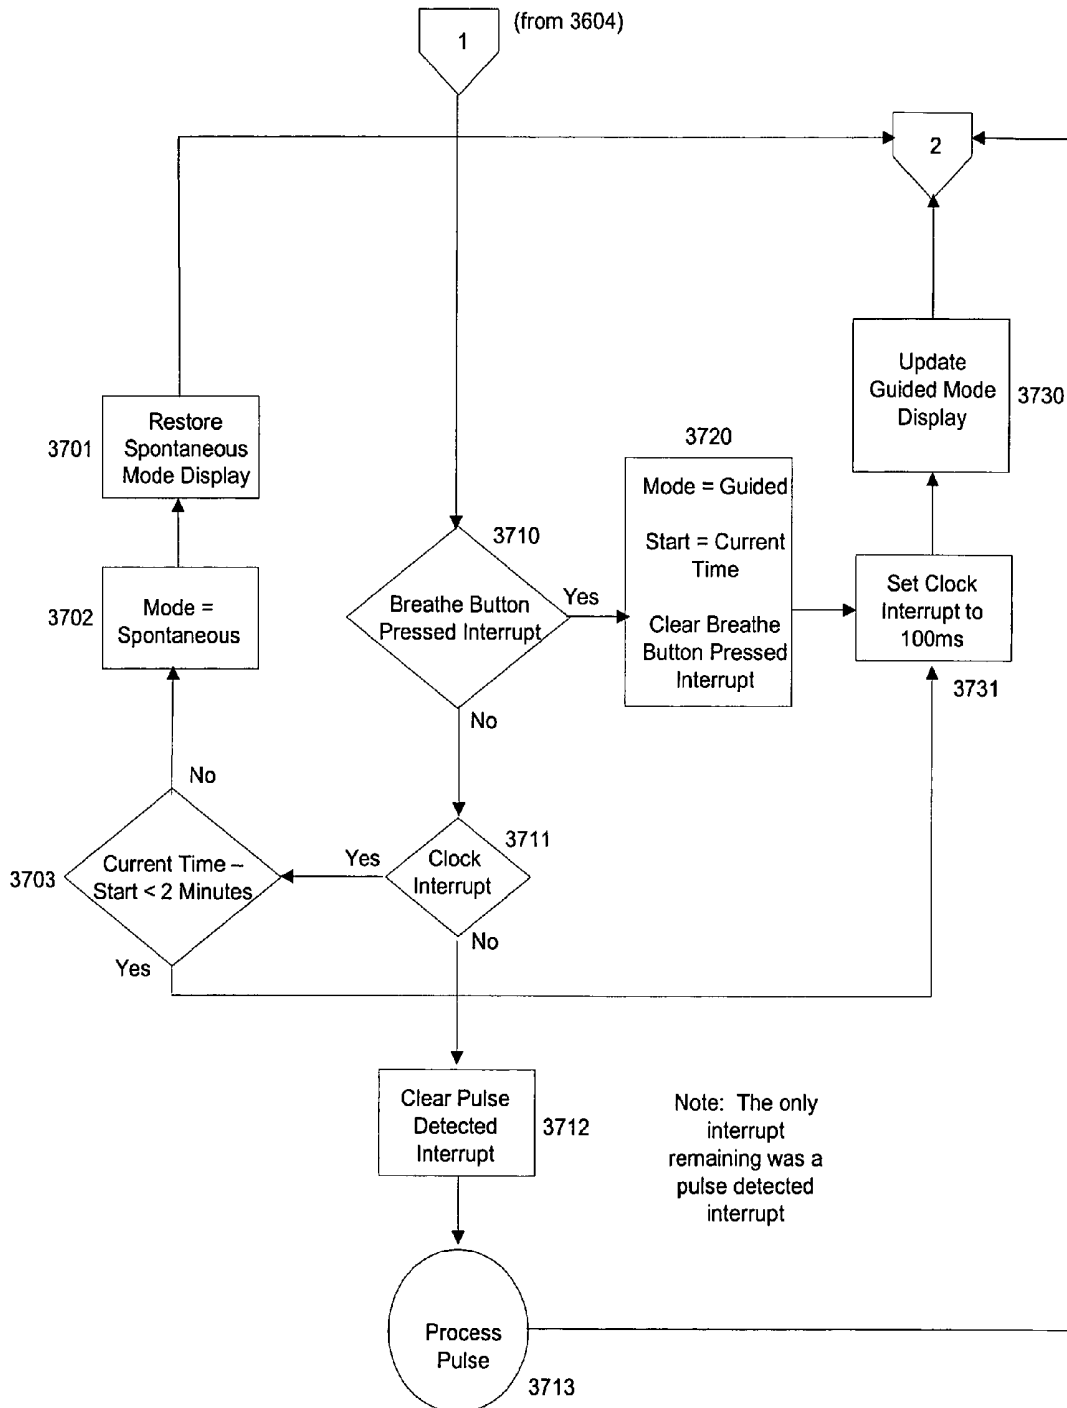 (from 3604)
1
2
Update
Guided Mode
Display
3730
Restore
Spontaneous
Mode Display
3701
3720
Mode = Guided
Start = Current
Time
Clear Breathe
Button Pressed
Interrupt
3710
Breathe Button
Pressed Interrupt
Yes
No
Set Clock
Interrupt to
100ms
3731
3702
Mode =
Spontaneous
No
3711
Clock
Interrupt
Yes
No
3703
Current Time –
Start < 2 Minutes
Yes
Clear Pulse
Detected
Interrupt
3712
Note: The only
interrupt
remaining was a
pulse detected
interrupt
Process
Pulse
3713